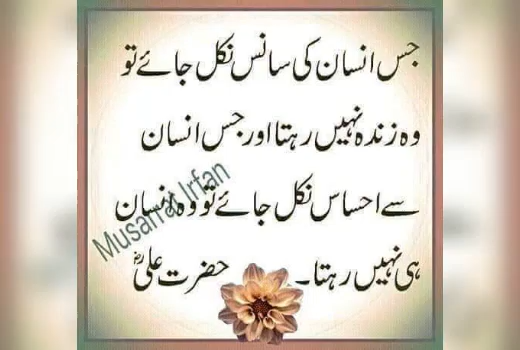 جس انسان کی سانس نکل جائے تو
وہ زندہ نہیں رہتا اور جس انسان
سے احساس نکل جائے تو وہ انسان
ہی نہیں رہتا۔ حضرت علیؓ
Musarrat Irfan